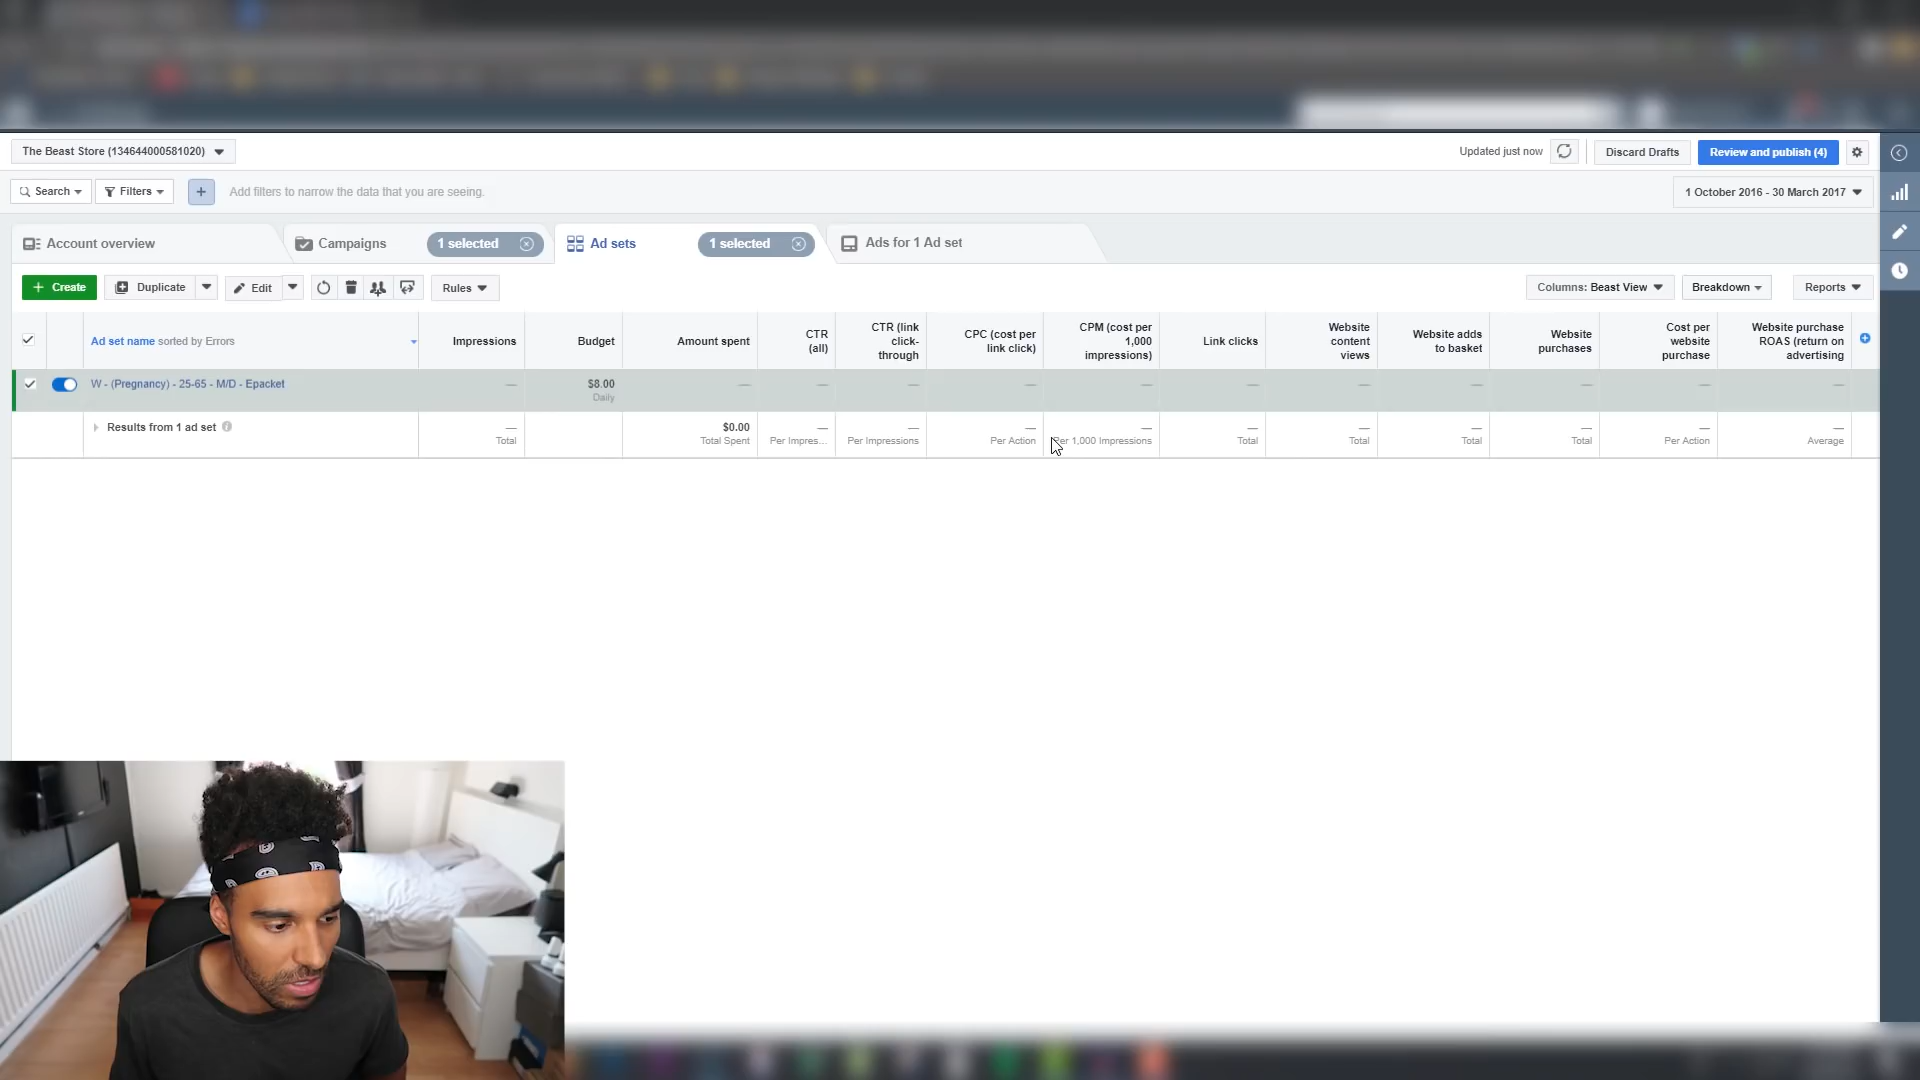 The Beast Store (134644000581020)
Updated just now
Discard Drafts
Review and publish (4)
Search
Filters
Add filters to narrow the data that you are seeing.
1 October 2016 - 30 March 2017
Account overview
Campaigns
1 selected
Ad sets
1 selected
Ads for 1 Ad set
Create
Duplicate
Edit
Rules
Columns: Beast View
Breakdown
Reports
Ad set name sorted by Errors
Impressions
Budget
Amount spent
CTR
(all)
CTR (link
click-
through
CPC (cost per
link click)
CPM (cost per
1,000
impressions)
Link clicks
Website
content
views
Website adds
to basket
Website
purchases
Cost per
website
purchase
Website purchase
ROAS (return on
advertising
W - (Pregnancy) - 25-65 - M/D - Epacket
—
$8.00
Daily
—
—
—
—
—
—
—
—
—
—
—
Results from 1 ad set
—
Total
$0.00
Total Spent
—
Per Impres...
—
Per Impressions
—
Per Action
—
Per 1,000 Impressions
—
Total
—
Total
—
Total
—
Total
—
Per Action
—
Average